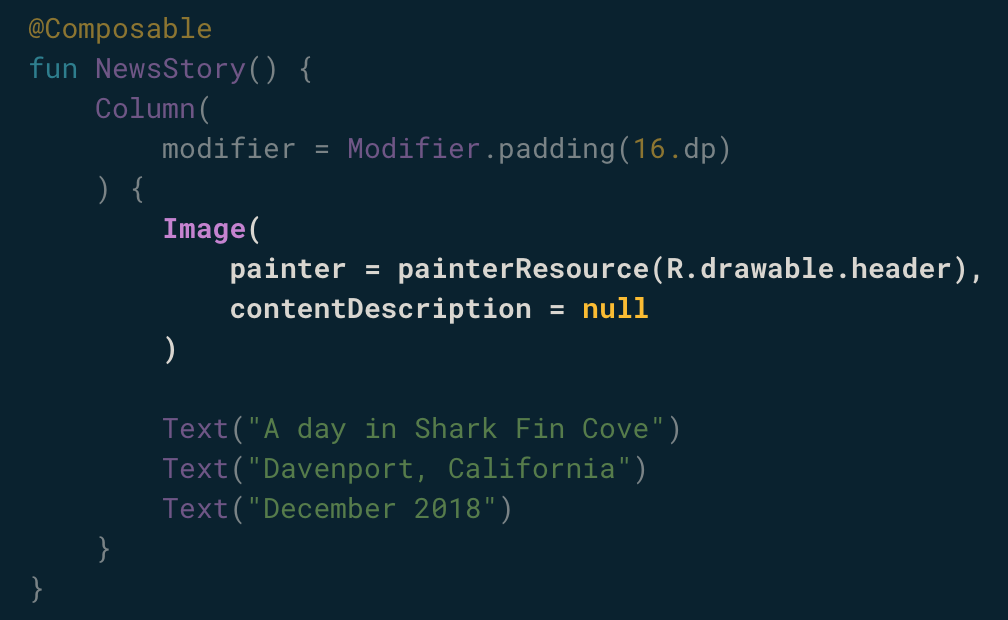 @Composable
fun NewsStory() {
    Column(
        modifier = Modifier.padding(16.dp)
    ) {
        Image(
            painter = painterResource(R.drawable.header),
            contentDescription = null
        )

        Text("A day in Shark Fin Cove")
        Text("Davenport, California")
        Text("December 2018")
    }
}